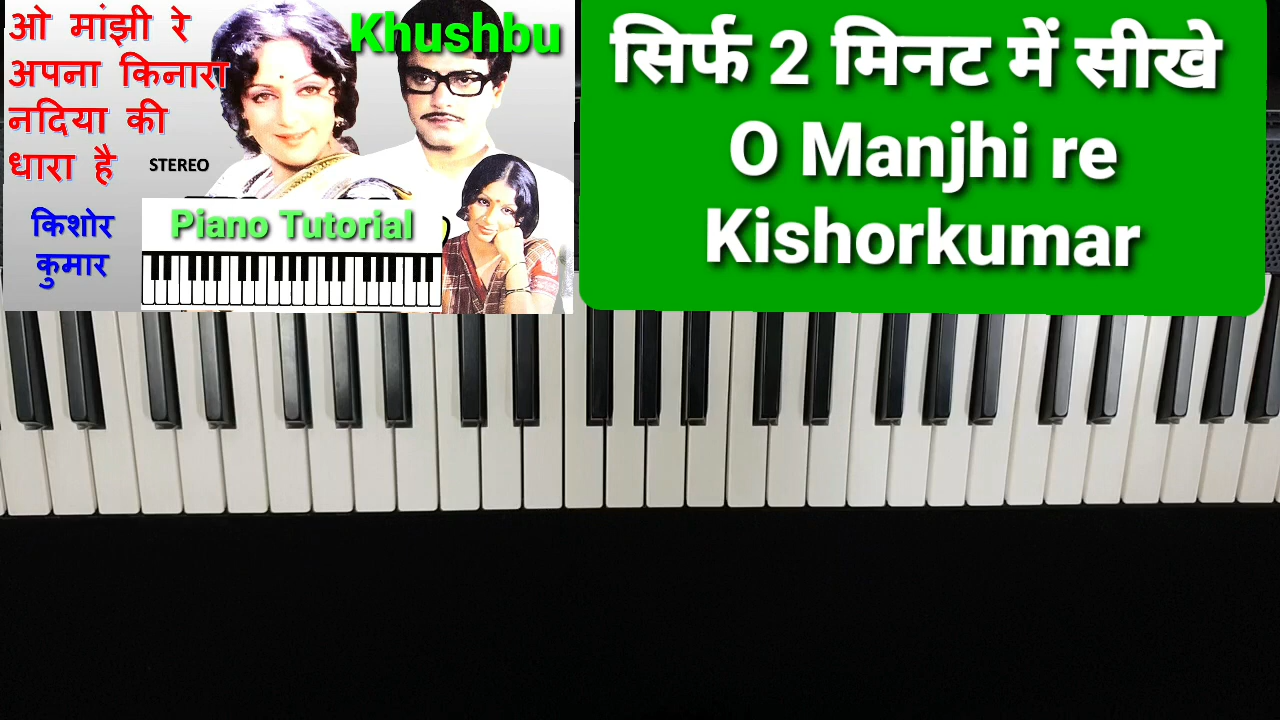 ओ मांझी रे
अपना किनारा
नदिया की
धारा है
STEREO
किशोर
कुमार
Khushbu
Piano Tutorial
सिर्फ 2 मिनट में सीखे
O Manjhi re
Kishorkumar